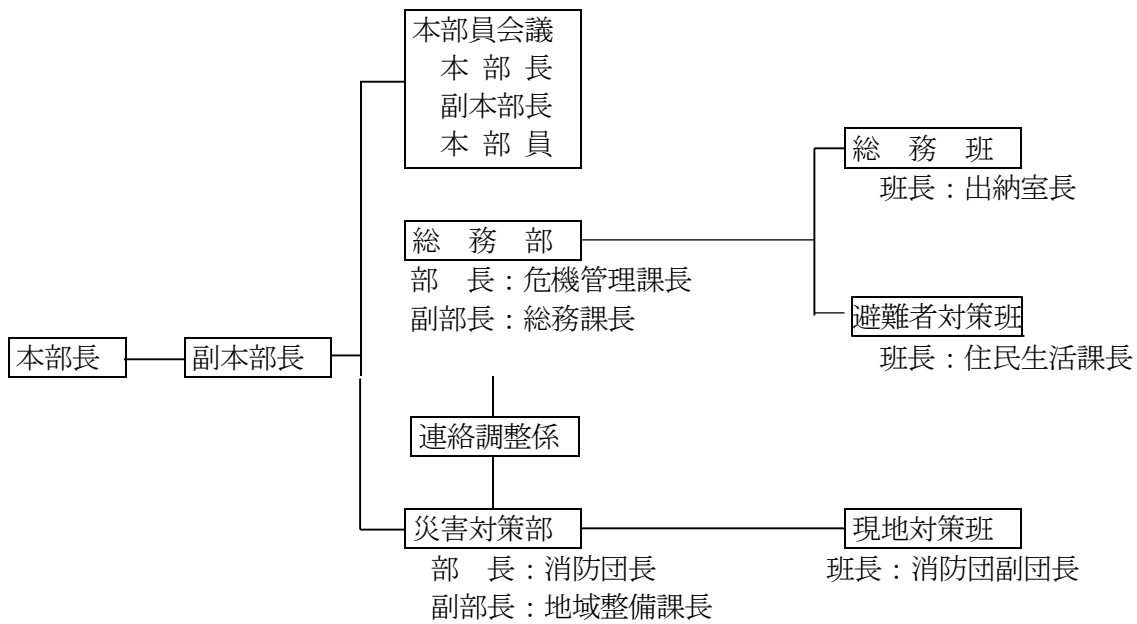 本部員会議
本 部 長
副本部長
本 部 員
総　務　班
班長：出納室長
総　務　部
部　長：危機管理課長
副部長：総務課長
避難者対策班
班長：住民生活課長
本部長
副本部長
連絡調整係
災害対策部
部　長：消防団長
副部長：地域整備課長
現地対策班
班長：消防団副団長